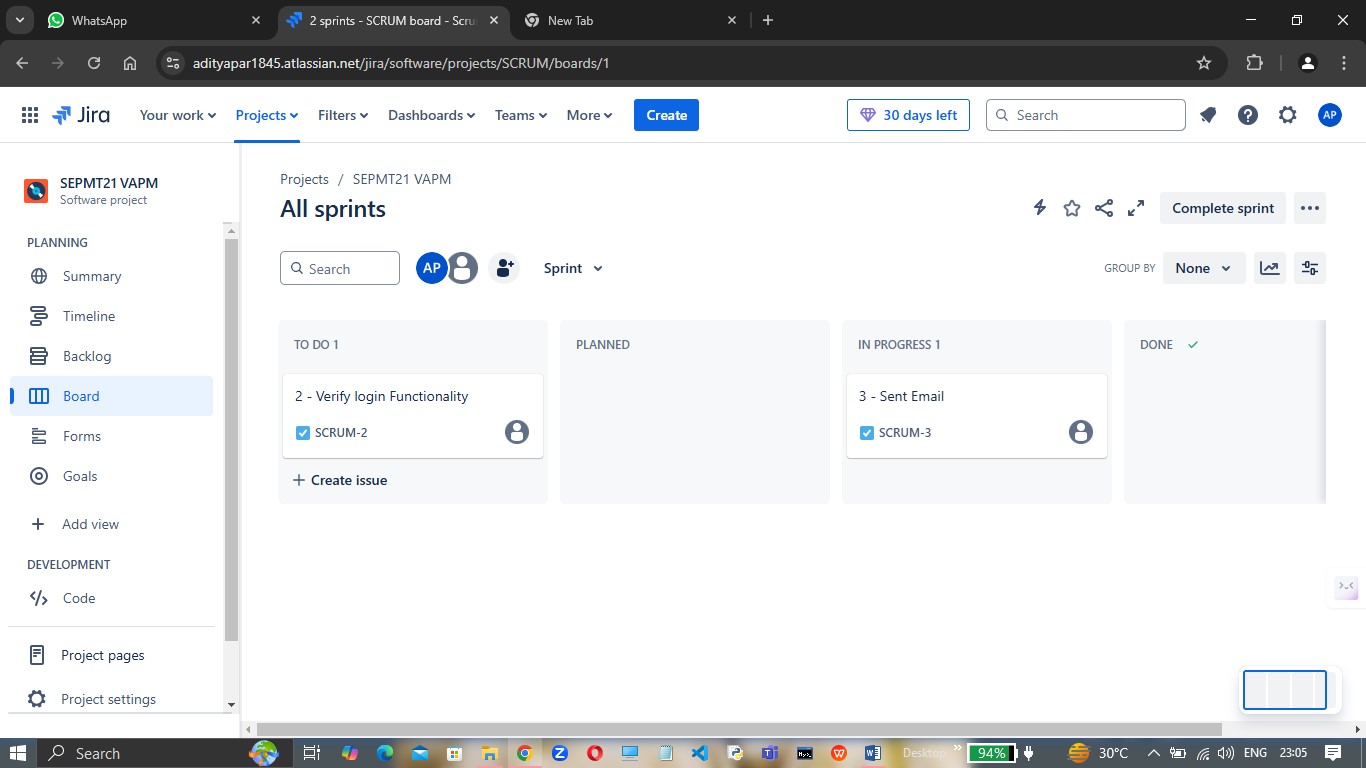 WhatsApp
2 sprints - SCRUM board - Scru
New Tab
adityapar1845.atlassian.net/jira/software/projects/SCRUM/boards/1
Jira
Your work
Projects
Filters
Dashboards
Teams
More
Create
30 days left
Search
AP
SEPMT21 VAPM
Software project
PLANNING
Summary
Timeline
Backlog
Board
Forms
Goals
Add view
DEVELOPMENT
Code
Project pages
Project settings
Projects / SEPMT21 VAPM
All sprints
Complete sprint
Search
AP
Sprint
GROUP BY
None
TO DO 1
2 - Verify login Functionality
SCRUM-2
+ Create issue
PLANNED
IN PROGRESS 1
3 - Sent Email
SCRUM-3
DONE
Search
Desktop
94%
30°C
ENG
23:05